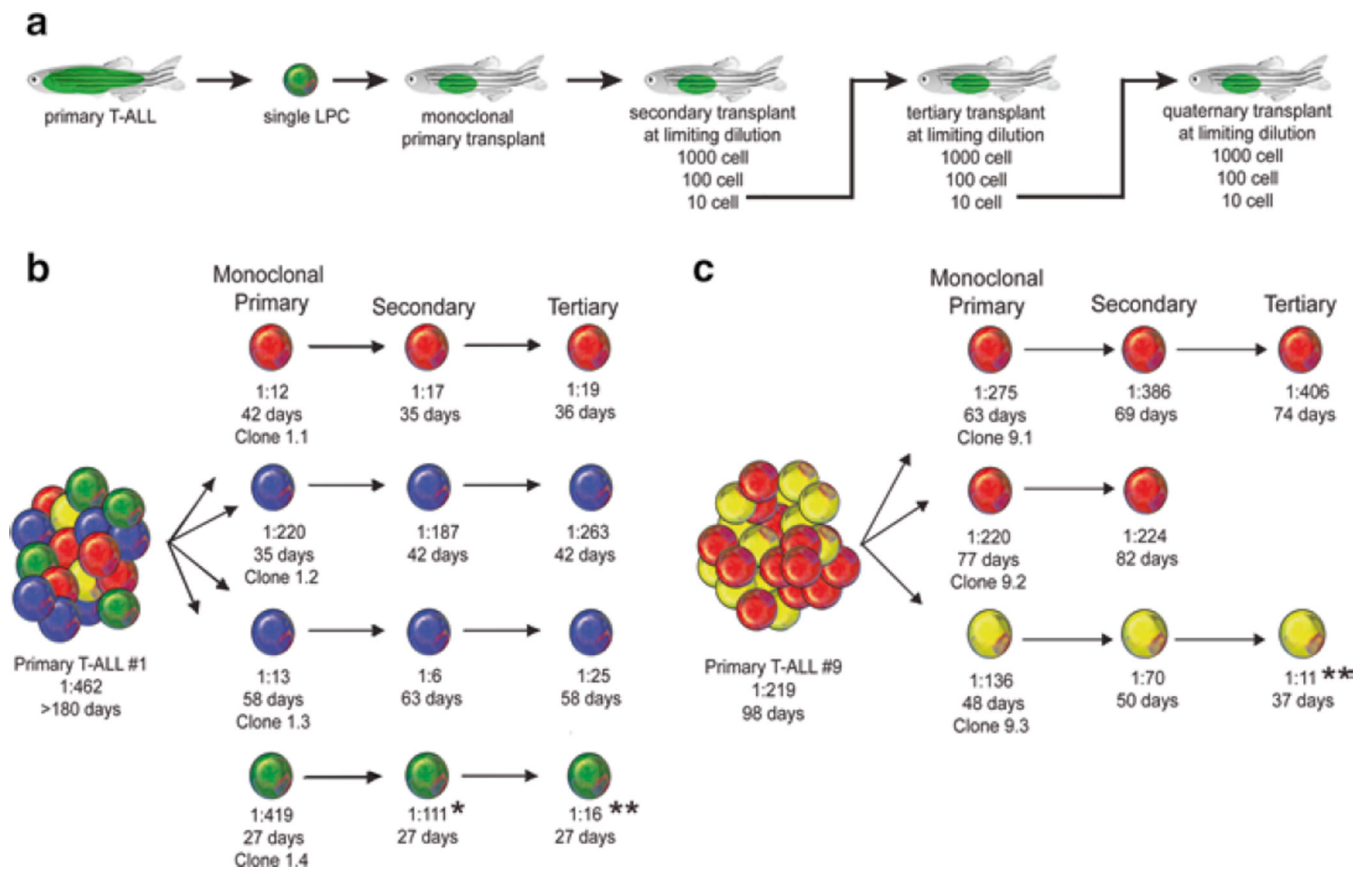 a
primary T-ALL
single LPC
monoclonal
primary transplant
secondary transplant
at limiting dilution
1000 cell
100 cell
10 cell
tertiary transplant
at limiting dilution
1000 cell
100 cell
10 cell
quaternary transplant
at limiting dilution
1000 cell
100 cell
10 cell
b
Monoclonal
Primary
Secondary
Tertiary
1:12
42 days
Clone 1.1
1:17
35 days
1:19
36 days
1:220
35 days
Clone 1.2
1:187
42 days
1:263
42 days
Primary T-ALL #1
1:462
>180 days
1:13
58 days
Clone 1.3
1:6
63 days
1:25
58 days
1:419
27 days
Clone 1.4
1:111 *
27 days
1:16 **
27 days
c
Monoclonal
Primary
Secondary
Tertiary
1:275
63 days
Clone 9.1
1:386
69 days
1:406
74 days
1:220
77 days
Clone 9.2
1:224
82 days
Primary T-ALL #9
1:219
98 days
1:136
48 days
Clone 9.3
1:70
50 days
1:11 **
37 days